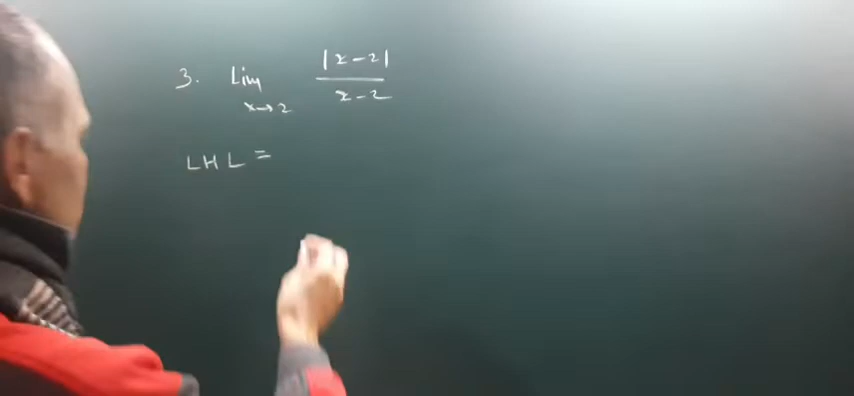 3. Lim |x-2|
x→2 x-2
LHL =